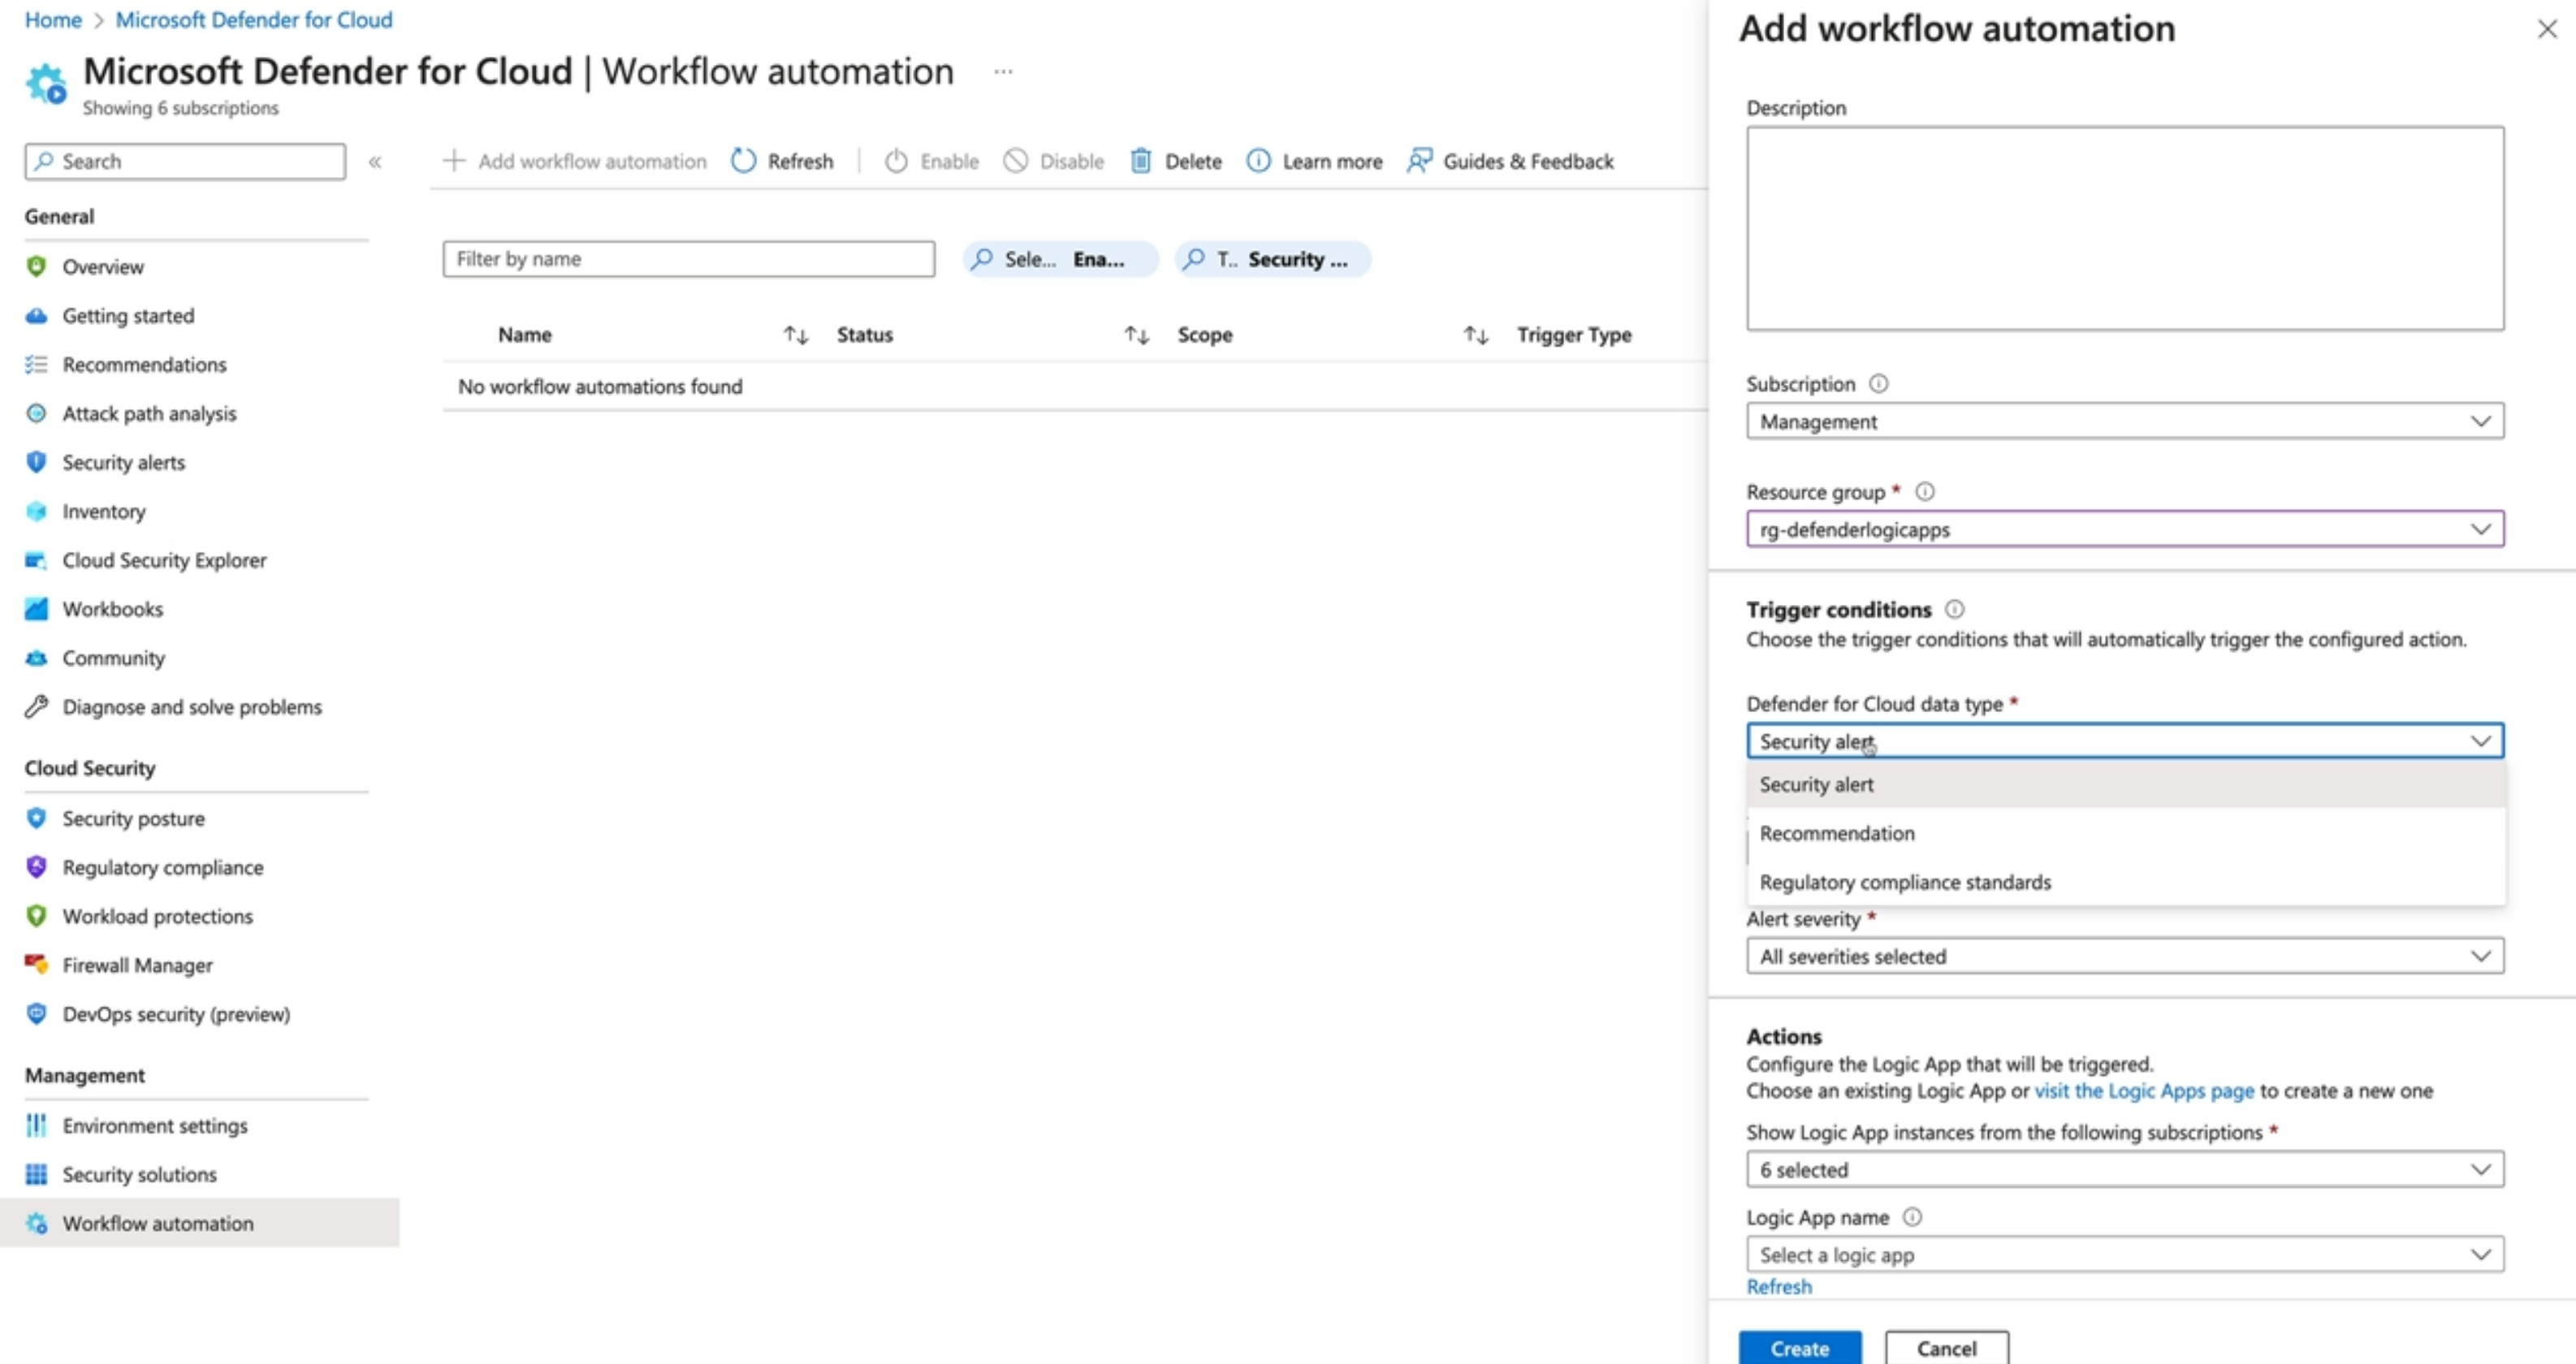 Home > Microsoft Defender for Cloud
Microsoft Defender for Cloud | Workflow automation ...
Showing 6 subscriptions
Search «
General
Overview
Getting started
Recommendations
Attack path analysis
Security alerts
Inventory
Cloud Security Explorer
Workbooks
Community
Diagnose and solve problems
Cloud Security
Security posture
Regulatory compliance
Workload protections
Firewall Manager
DevOps security (preview)
Management
Environment settings
Security solutions
Workflow automation
+ Add workflow automation Refresh Enable Disable Delete Learn more Guides & Feedback
Filter by name Sele... Ena... T.. Security ...
Name Status Scope Trigger Type
No workflow automations found
Add workflow automation
Description
Subscription
Management
Resource group *
rg-defenderlogicapps
Trigger conditions
Choose the trigger conditions that will automatically trigger the configured action.
Defender for Cloud data type *
Security alert
Security alert
Recommendation
Regulatory compliance standards
Alert severity *
All severities selected
Actions
Configure the Logic App that will be triggered.
Choose an existing Logic App or visit the Logic Apps page to create a new one
Show Logic App instances from the following subscriptions *
6 selected
Logic App name
Select a logic app
Refresh
Create Cancel